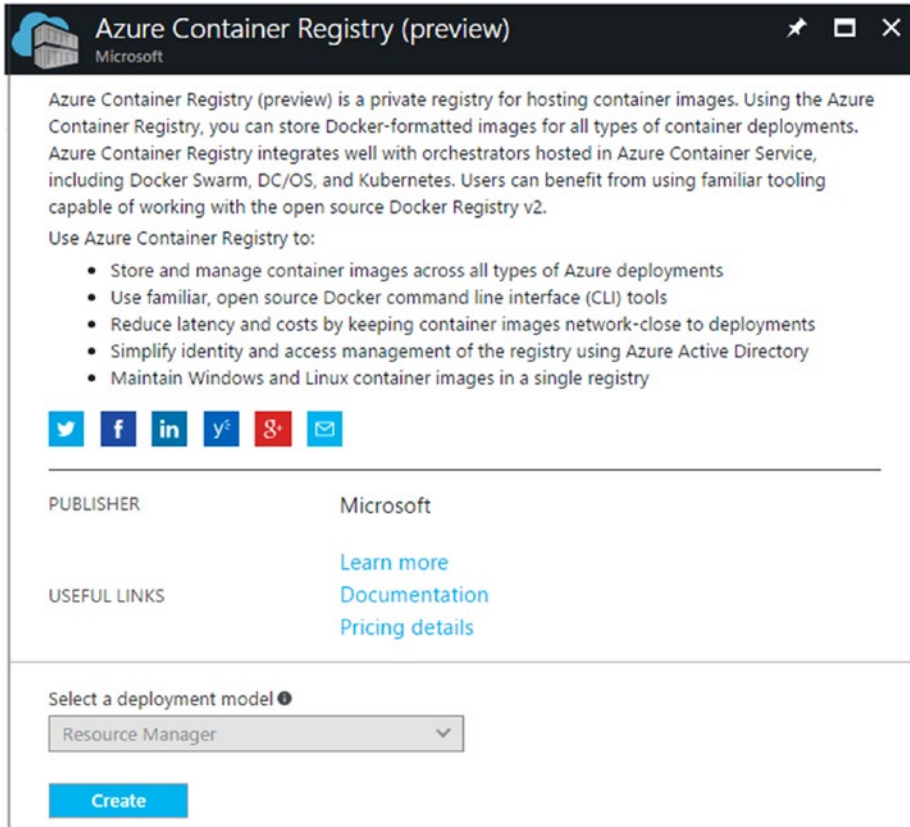 Azure Container Registry (preview)
Microsoft
Azure Container Registry (preview) is a private registry for hosting container images. Using the Azure
Container Registry, you can store Docker-formatted images for all types of container deployments.
Azure Container Registry integrates well with orchestrators hosted in Azure Container Service,
including Docker Swarm, DC/OS, and Kubernetes. Users can benefit from using familiar tooling
capable of working with the open source Docker Registry v2.
Use Azure Container Registry to:
• Store and manage container images across all types of Azure deployments
• Use familiar, open source Docker command line interface (CLI) tools
• Reduce latency and costs by keeping container images network-close to deployments
• Simplify identity and access management of the registry using Azure Active Directory
• Maintain Windows and Linux container images in a single registry
PUBLISHER Microsoft
Learn more
USEFUL LINKS Documentation
Pricing details
Select a deployment model
Resource Manager
Create